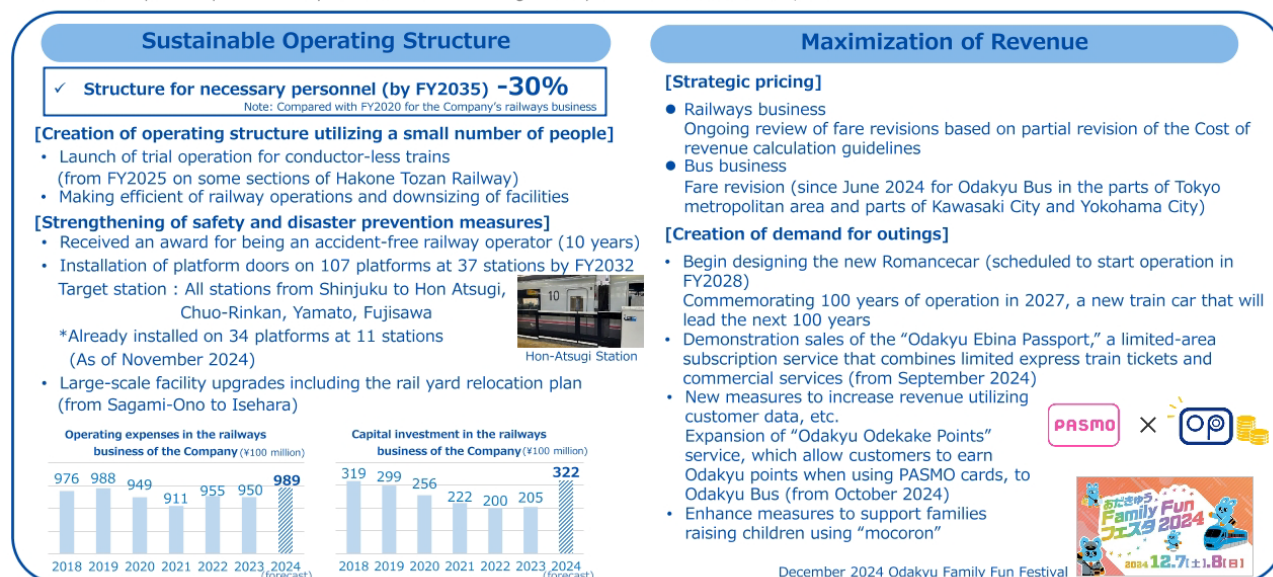 Sustainable Operating Structure
✓ Structure for necessary personnel (by FY2035) -30%
Note: Compared with FY2020 for the Company's railways business
[Creation of operating structure utilizing a small number of people]
• Launch of trial operation for conductor-less trains
(from FY2025 on some sections of Hakone Tozan Railway)
• Making efficient of railway operations and downsizing of facilities
[Strengthening of safety and disaster prevention measures]
• Received an award for being an accident-free railway operator (10 years)
• Installation of platform doors on 107 platforms at 37 stations by FY2032
Target station : All stations from Shinjuku to Hon Atsugi,
Chuo-Rinkan, Yamato, Fujisawa
*Already installed on 34 platforms at 11 stations
(As of November 2024)
10
Hon-Atsugi Station
• Large-scale facility upgrades including the rail yard relocation plan
(from Sagami-Ono to Isehara)
Operating expenses in the railways
business of the Company (¥100 million)
976 988 949 911 955 950 989
2018 2019 2020 2021 2022 2023 2024
(forecast)
Capital investment in the railways
business of the Company (¥100 million)
319 299 256 222 200 205 322
2018 2019 2020 2021 2022 2023 2024
(forecast)
Maximization of Revenue
[Strategic pricing]
● Railways business
Ongoing review of fare revisions based on partial revision of the Cost of
revenue calculation guidelines
● Bus business
Fare revision (since June 2024 for Odakyu Bus in the parts of Tokyo
metropolitan area and parts of Kawasaki City and Yokohama City)
[Creation of demand for outings]
• Begin designing the new Romancecar (scheduled to start operation in
FY2028)
Commemorating 100 years of operation in 2027, a new train car that will
lead the next 100 years
• Demonstration sales of the "Odakyu Ebina Passport," a limited-area
subscription service that combines limited express train tickets and
commercial services (from September 2024)
• New measures to increase revenue utilizing
customer data, etc.
Expansion of "Odakyu Odekake Points"
service, which allow customers to earn
Odakyu points when using PASMO cards, to
Odakyu Bus (from October 2024)
• Enhance measures to support families
raising children using "mocoron"
PASMO × OP
おだきゅう
Family Fun
フェスタ 2024
2024 12.7[土].8[日]
December 2024 Odakyu Family Fun Festival